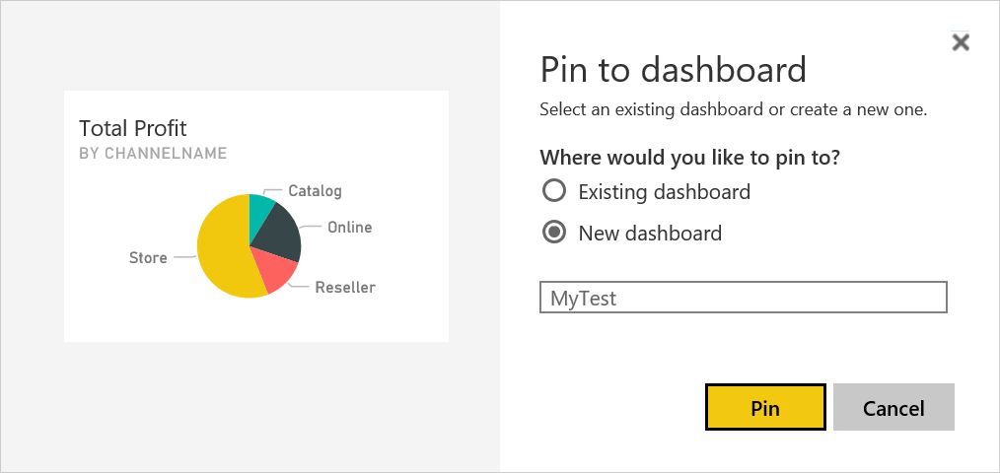 Total Profit
BY CHANNELNAME
Catalog
Online
Store
Reseller
Pin to dashboard
Select an existing dashboard or create a new one.
Where would you like to pin to?
Existing dashboard
New dashboard
MyTest
Pin
Cancel